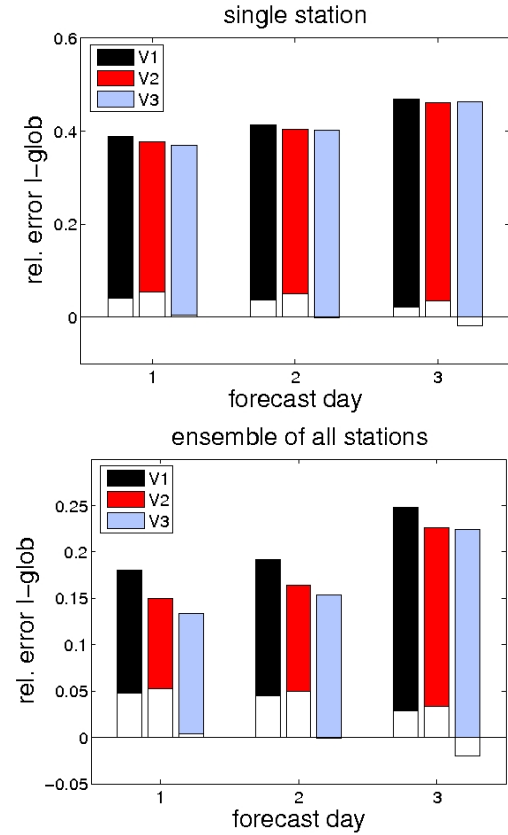 single station
0.6
V1
V2
V3
0.4
0.2
0
rel. error I-glob
1 2 3
forecast day
ensemble of all stations
V1
V2
V3
0.25
0.2
0.15
0.1
0.05
0
-0.05
rel. error I-glob
1 2 3
forecast day